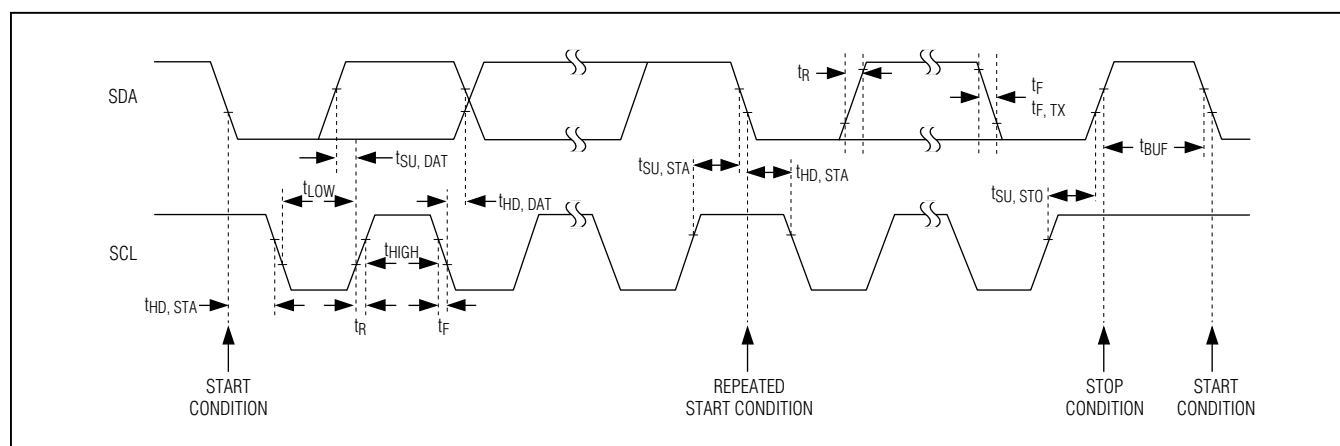 SDA
tR
tF
tF, TX
tSU, DAT
tLOW
tHD, DAT
tSU, STA
tHD, STA
tBUF
tSU, STO
SCL
tHIGH
tHD, STA
tR
tF
START
CONDITION
REPEATED
START CONDITION
STOP
CONDITION
START
CONDITION